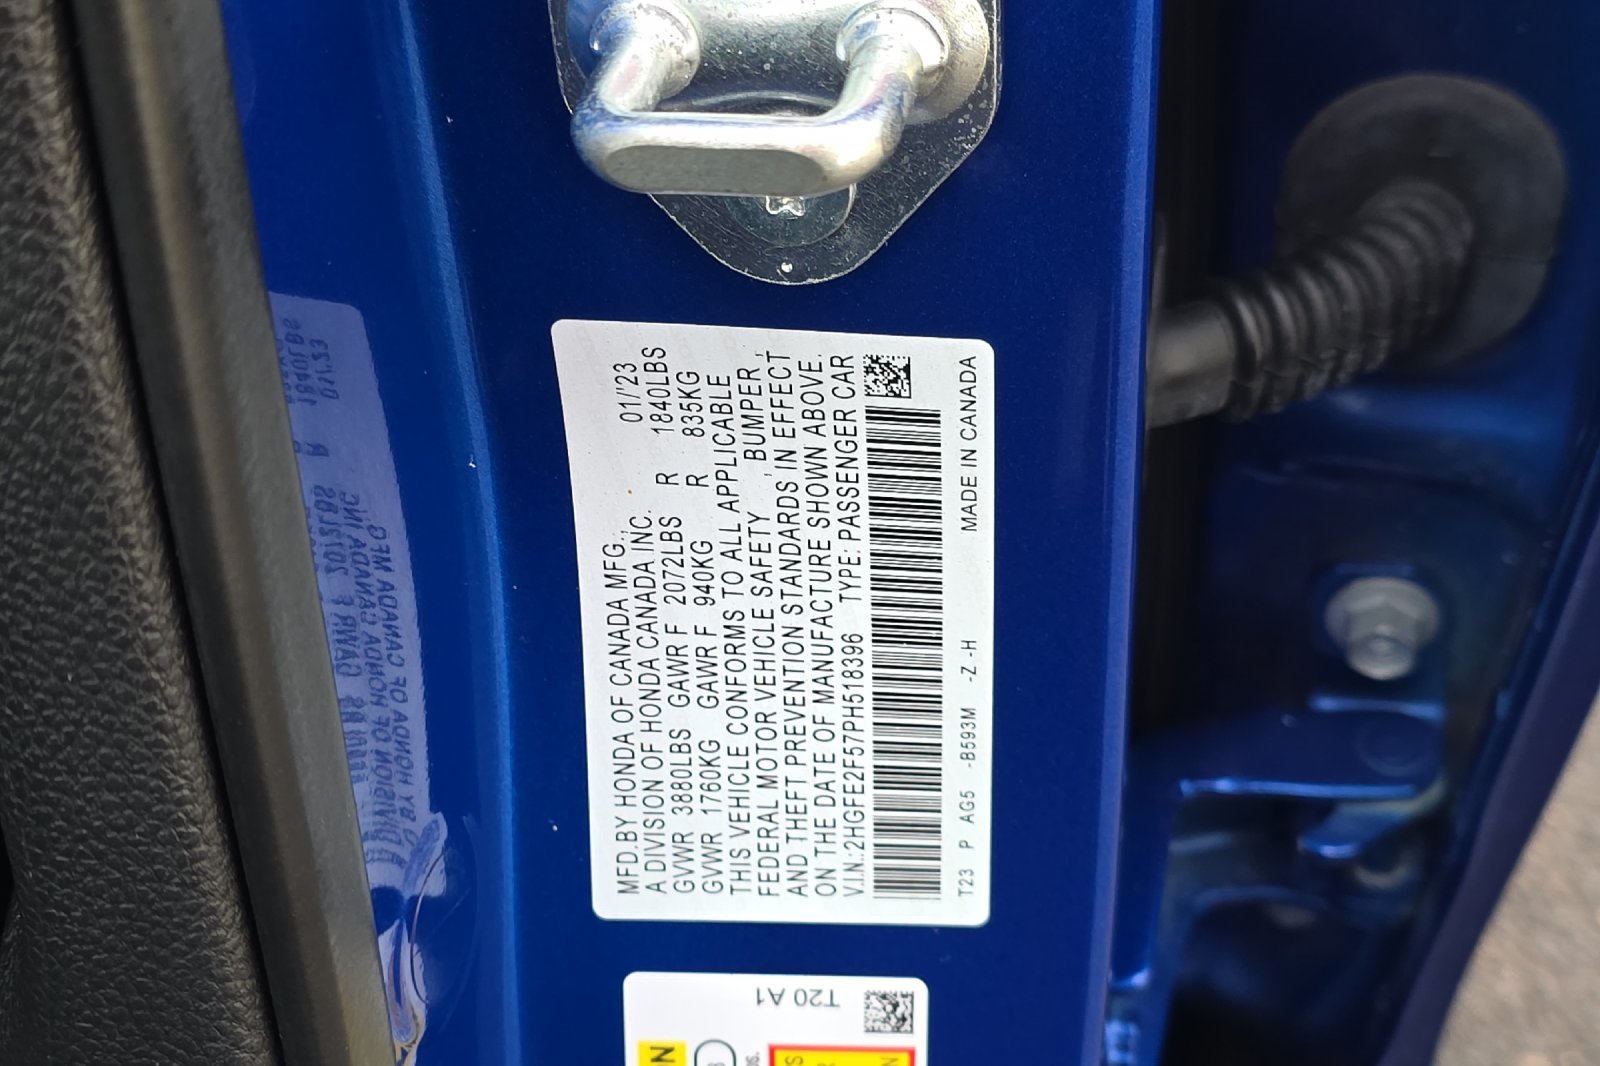 MFD.BY HONDA OF CANADA MFG., 01/'23
A DIVISION OF HONDA CANADA INC.
GVWR 3880LBS GAWR F 2072LBS R 1840LBS
GVWR 1760KG GAWR F 940KG R 835KG
THIS VEHICLE CONFORMS TO ALL APPLICABLE
FEDERAL MOTOR VEHICLE SAFETY , BUMPER ,
AND THEFT PREVENTION STANDARDS IN EFFECT
ON THE DATE OF MANUFACTURE SHOWN ABOVE.
V.I.N.:2HGFE2F57PH518396 TYPE:PASSENGER CAR
T23 P AG5 -B593M -Z -H MADE IN CANADA
T20 A1